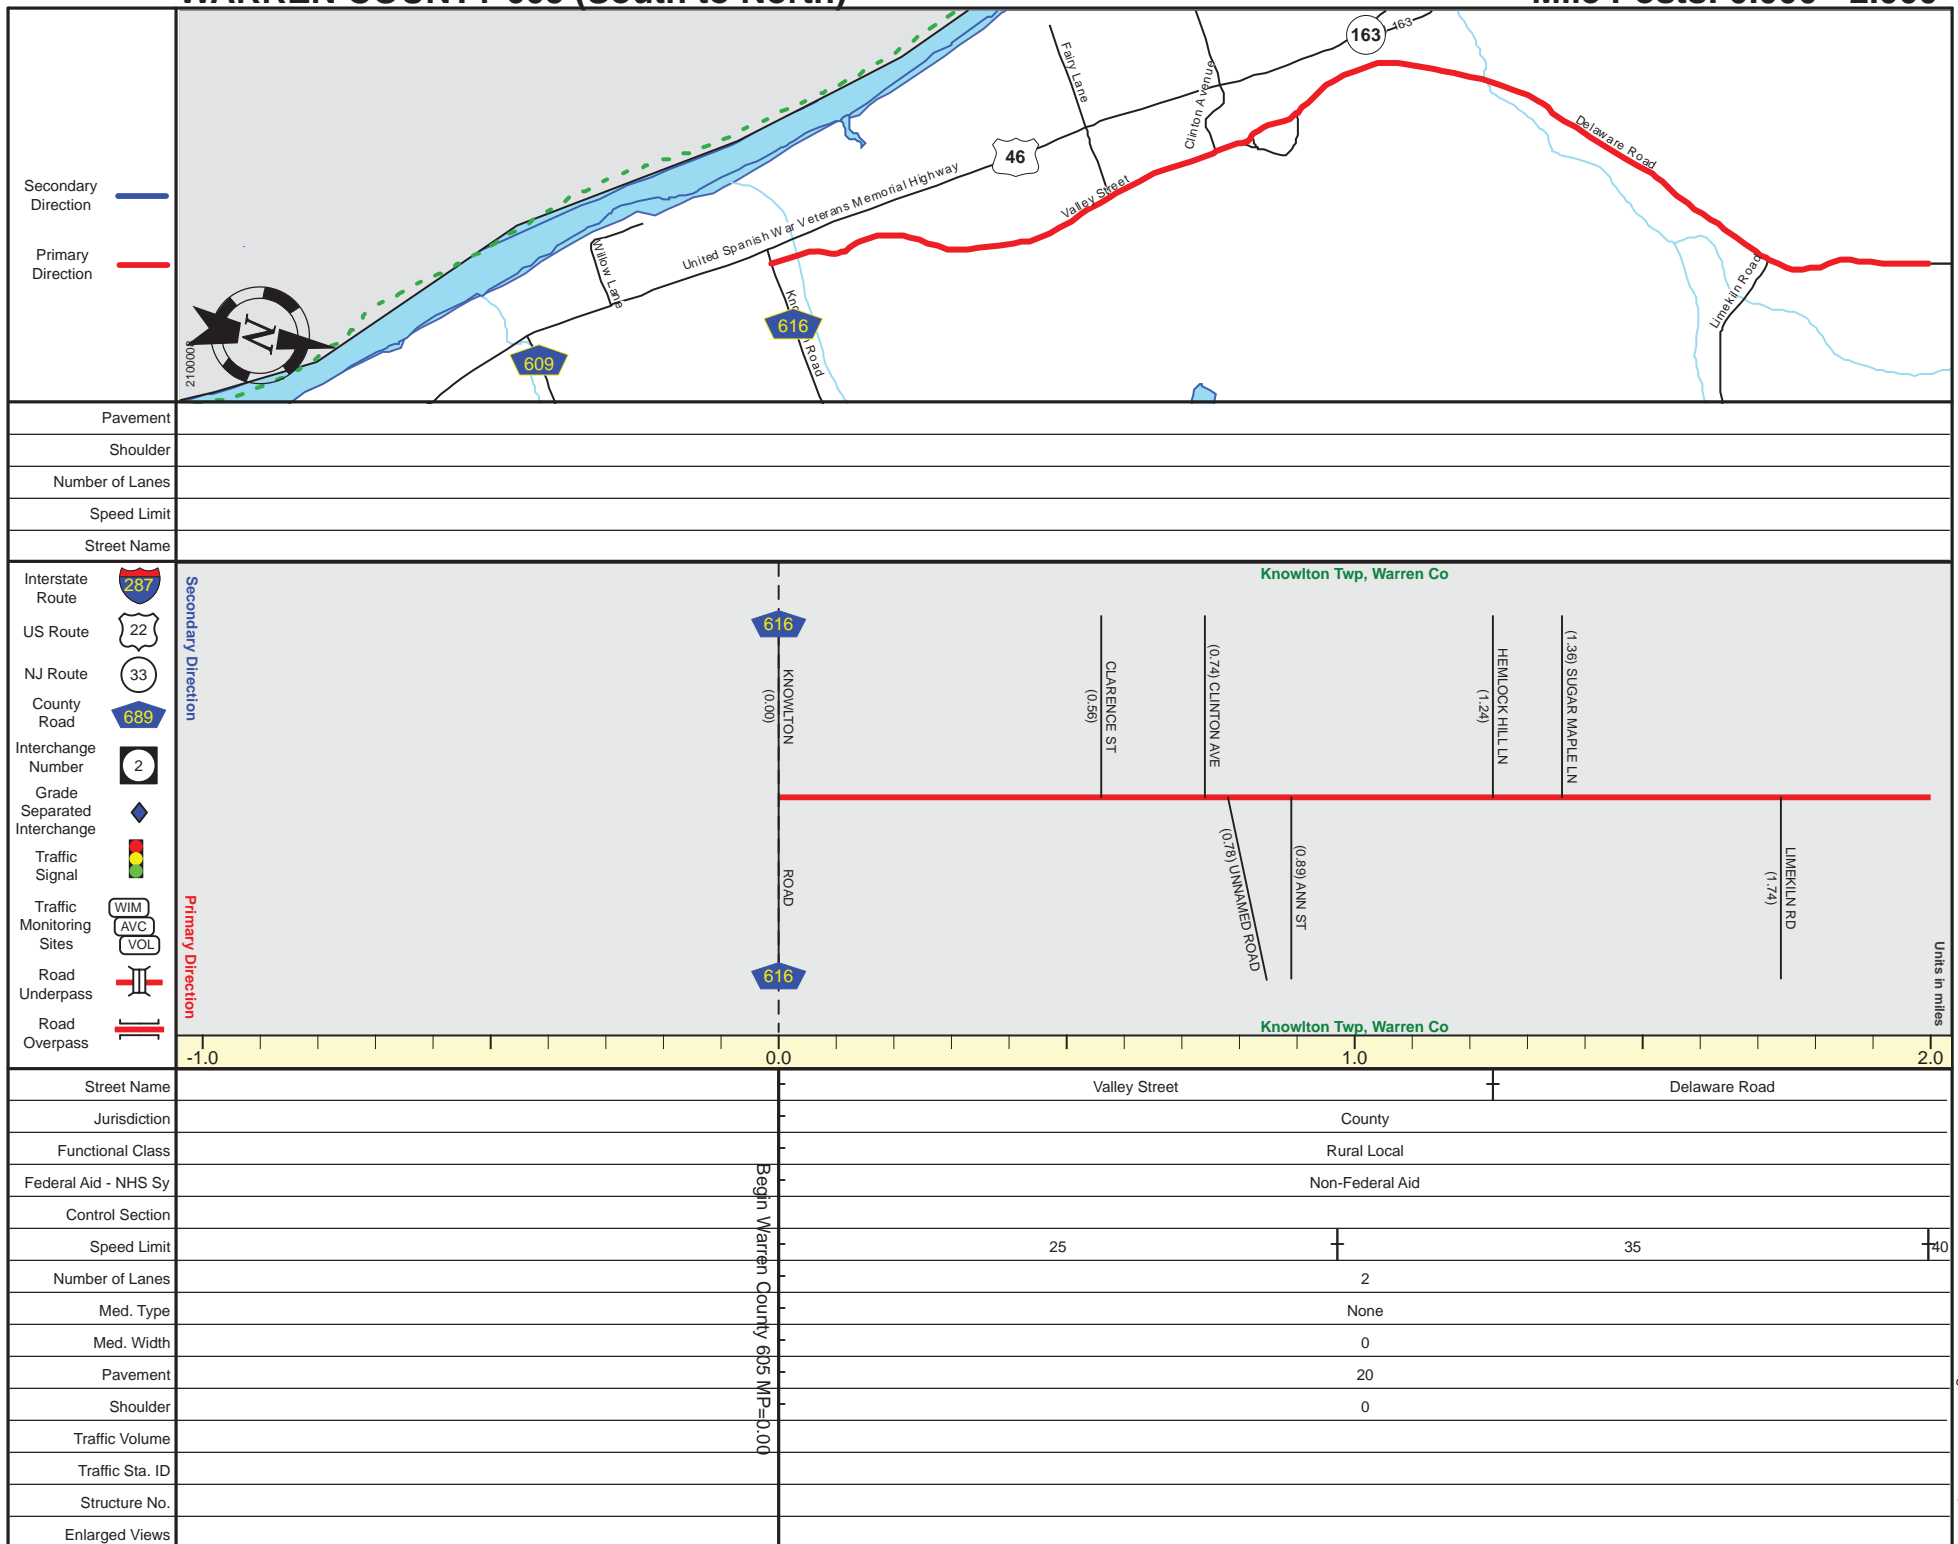 Secondary
Direction
Primary
Direction
163
163
Fairy Lane
Clinton Avenue
46
Delaware Road
Valley Street
United Spanish War Veterans Memorial Highway
Willow Lane
Limekiln Road
616
Road
609
N
Pavement
Shoulder
Number of Lanes
Speed Limit
Street Name
Interstate
Route
287
US Route
22
NJ Route
33
County
Road
689
Interchange
Number
2
Grade
Separated
Interchange
Traffic
Signal
Traffic
Monitoring
Sites
WIM
AVC
VOL
Road
Underpass
Road
Overpass
Secondary Direction
Primary Direction
Knowlton Twp, Warren Co
616
KNOWLTON
(0.00)
ROAD
616
CLARENCE ST
(0.56)
(0.74) CLINTON AVE
HEMLOCK HILL LN
(1.24)
(1.36) SUGAR MAPLE LN
(0.78) UNNAMED ROAD
(0.89) ANN ST
LIMEKILN RD
(1.74)
Units in miles
Knowlton Twp, Warren Co
-1.0 0.0 1.0 2.0
Street Name Valley Street Delaware Road
Jurisdiction County
Functional Class Rural Local
Federal Aid - NHS Sy Non-Federal Aid
Control Section
Speed Limit 25 35 40
Number of Lanes 2
Med. Type None
Med. Width 0
Pavement 20
Shoulder 0
Traffic Volume
Traffic Sta. ID
Structure No.
Enlarged Views
Begin Warren County 605 MP=0.00